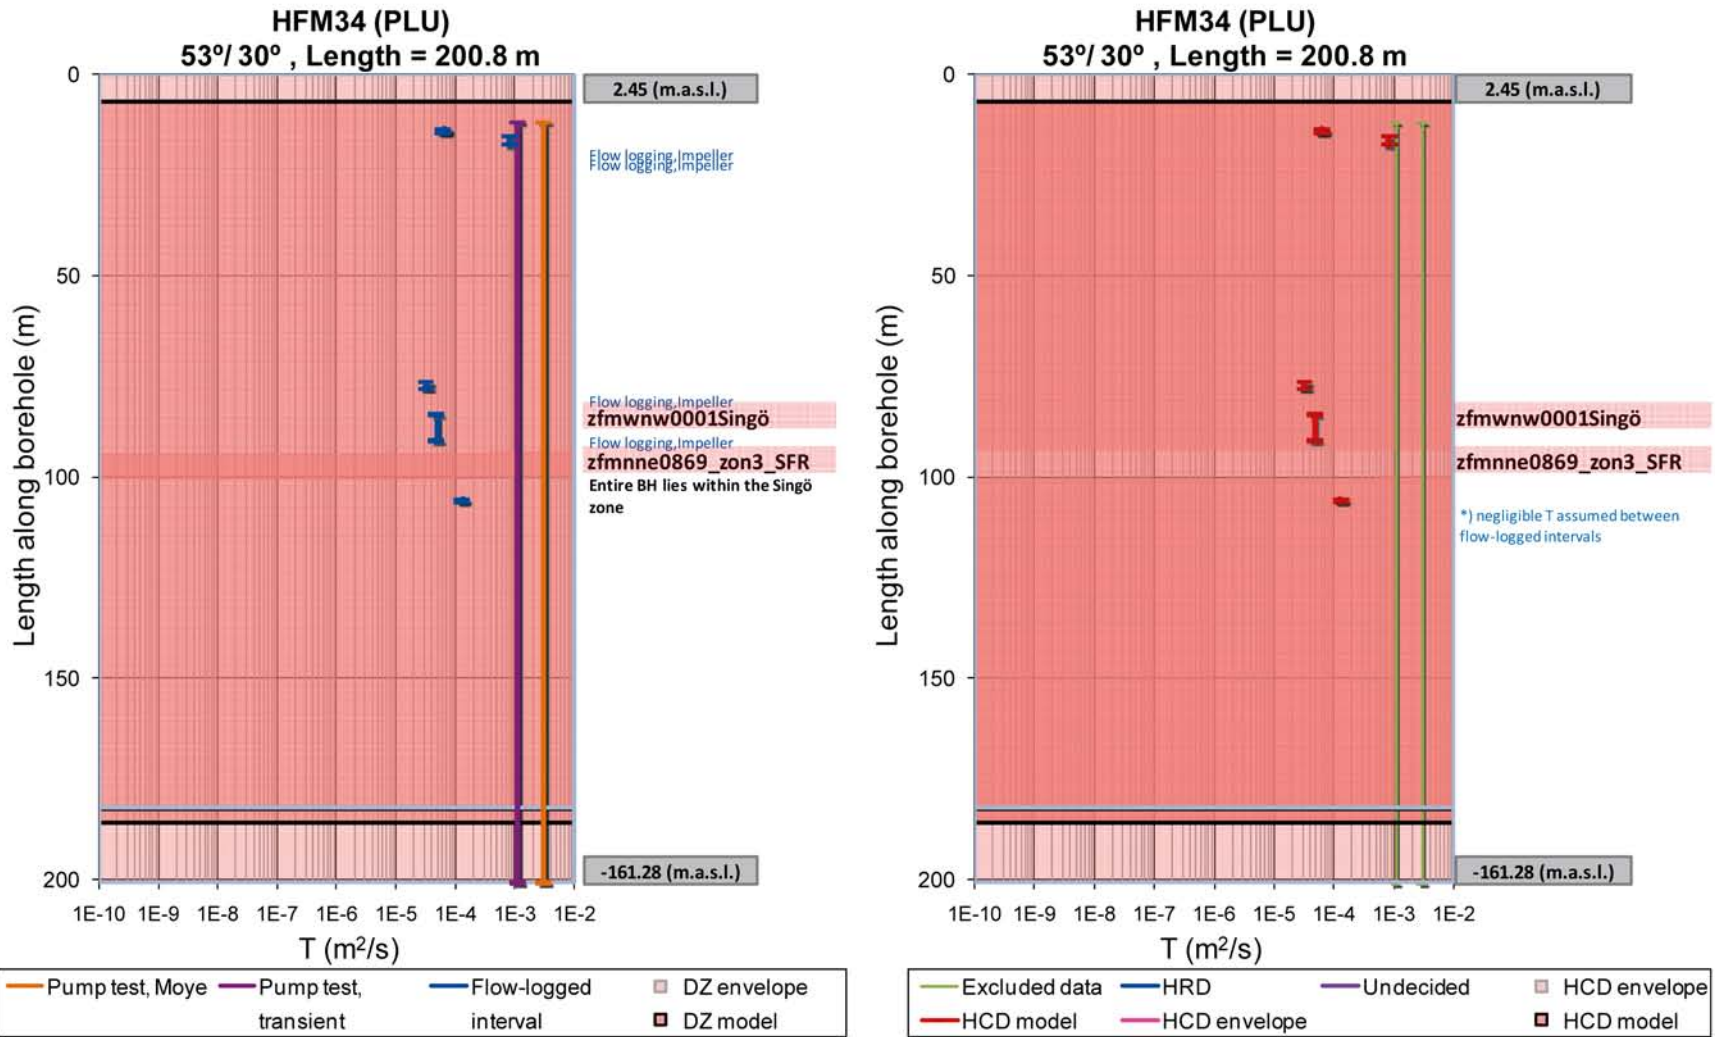 HFM34 (PLU)
53º/ 30º , Length = 200.8 m
0
50
100
150
200
Length along borehole (m)
1E-10 1E-9 1E-8 1E-7 1E-6 1E-5 1E-4 1E-3 1E-2
T (m²/s)
2.45 (m.a.s.l.)
Flow logging,Impeller
Flow logging,Impeller
Flow logging,Impeller
zfmwnw0001Singö
Flow logging,Impeller
zfmnne0869_zon3_SFR
Entire BH lies within the Singö
zone
-161.28 (m.a.s.l.)
Pump test, Moye
Pump test,
transient
Flow-logged
interval
DZ envelope
DZ model
HFM34 (PLU)
53º/ 30º , Length = 200.8 m
0
50
100
150
200
Length along borehole (m)
1E-10 1E-9 1E-8 1E-7 1E-6 1E-5 1E-4 1E-3 1E-2
T (m²/s)
2.45 (m.a.s.l.)
zfmwnw0001Singö
zfmnne0869_zon3_SFR
*) negligible T assumed between
flow-logged intervals
-161.28 (m.a.s.l.)
Excluded data
HRD
Undecided
HCD envelope
HCD model
HCD envelope
HCD model